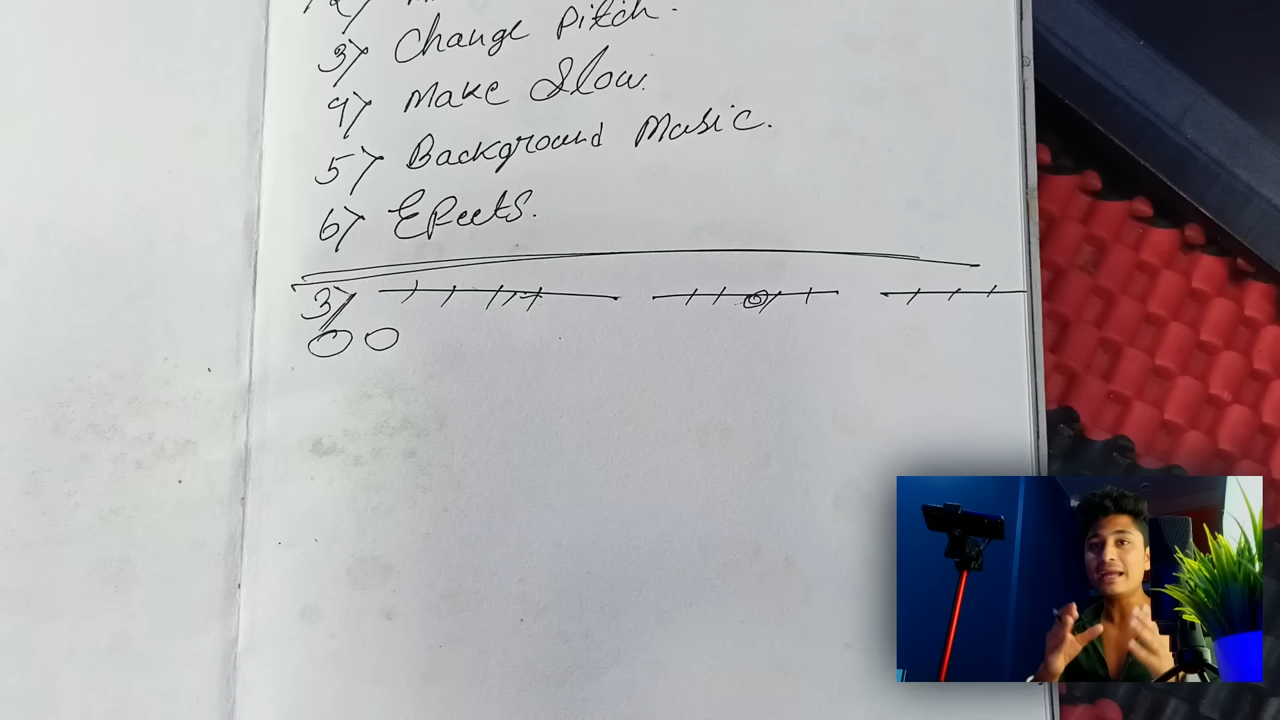 3) Change Pitch.
4) Make Slow.
5) Background Music.
6) Effects.
3)